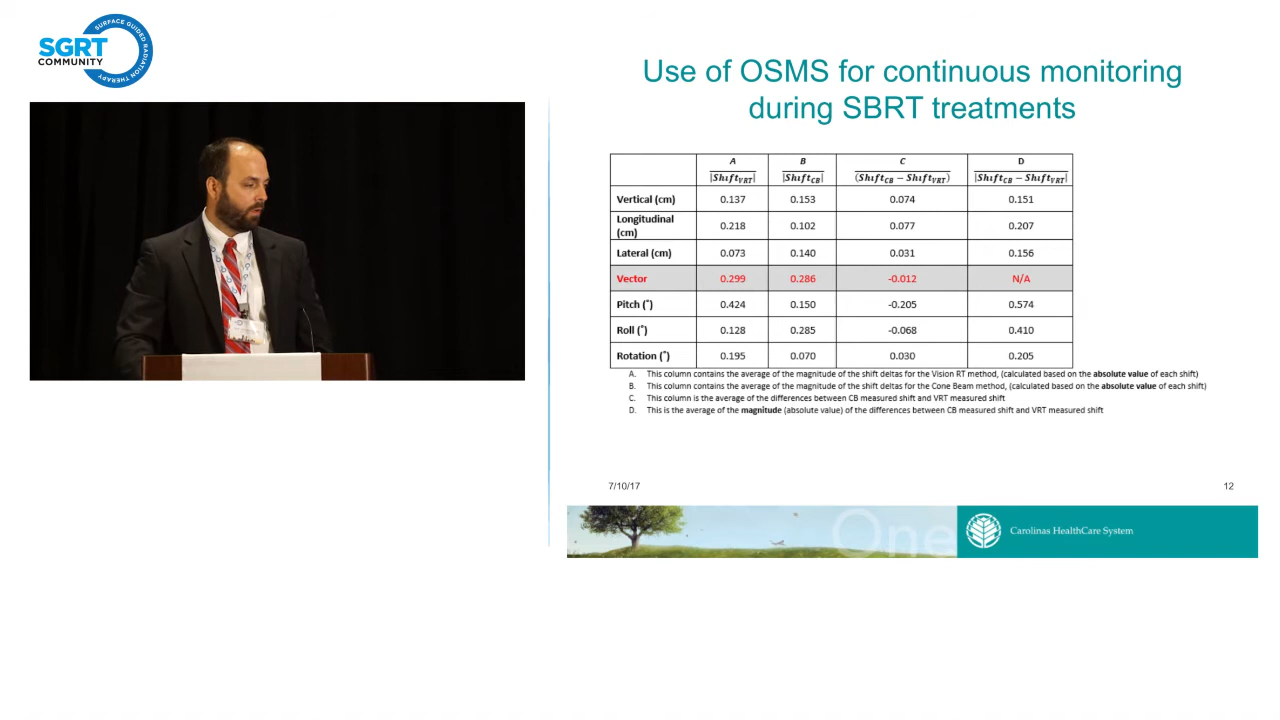 SURFACE GUIDED RADIATION THERAPY
SGRT
COMMUNITY
Use of OSMS for continuous monitoring
during SBRT treatments
A B C D
|Shift_VRT| |Shift_CB| (Shift_CB − Shift_VRT) |Shift_CB − Shift_VRT|
Vertical (cm) 0.137 0.153 0.074 0.151
Longitudinal
(cm) 0.218 0.102 0.077 0.207
Lateral (cm) 0.073 0.140 0.031 0.156
Vector 0.299 0.286 -0.012 N/A
Pitch (˚) 0.424 0.150 -0.205 0.574
Roll (˚) 0.128 0.285 -0.068 0.410
Rotation (˚) 0.195 0.070 0.030 0.205
A. This column contains the average of the magnitude of the shift deltas for the Vision RT method, (calculated based on the absolute value of each shift)
B. This column contains the average of the magnitude of the shift deltas for the Cone Beam method, (calculated based on the absolute value of each shift)
C. This column is the average of the differences between CB measured shift and VRT measured shift
D. This is the average of the magnitude (absolute value) of the differences between CB measured shift and VRT measured shift
7/10/17 12
One
Carolinas HealthCare System